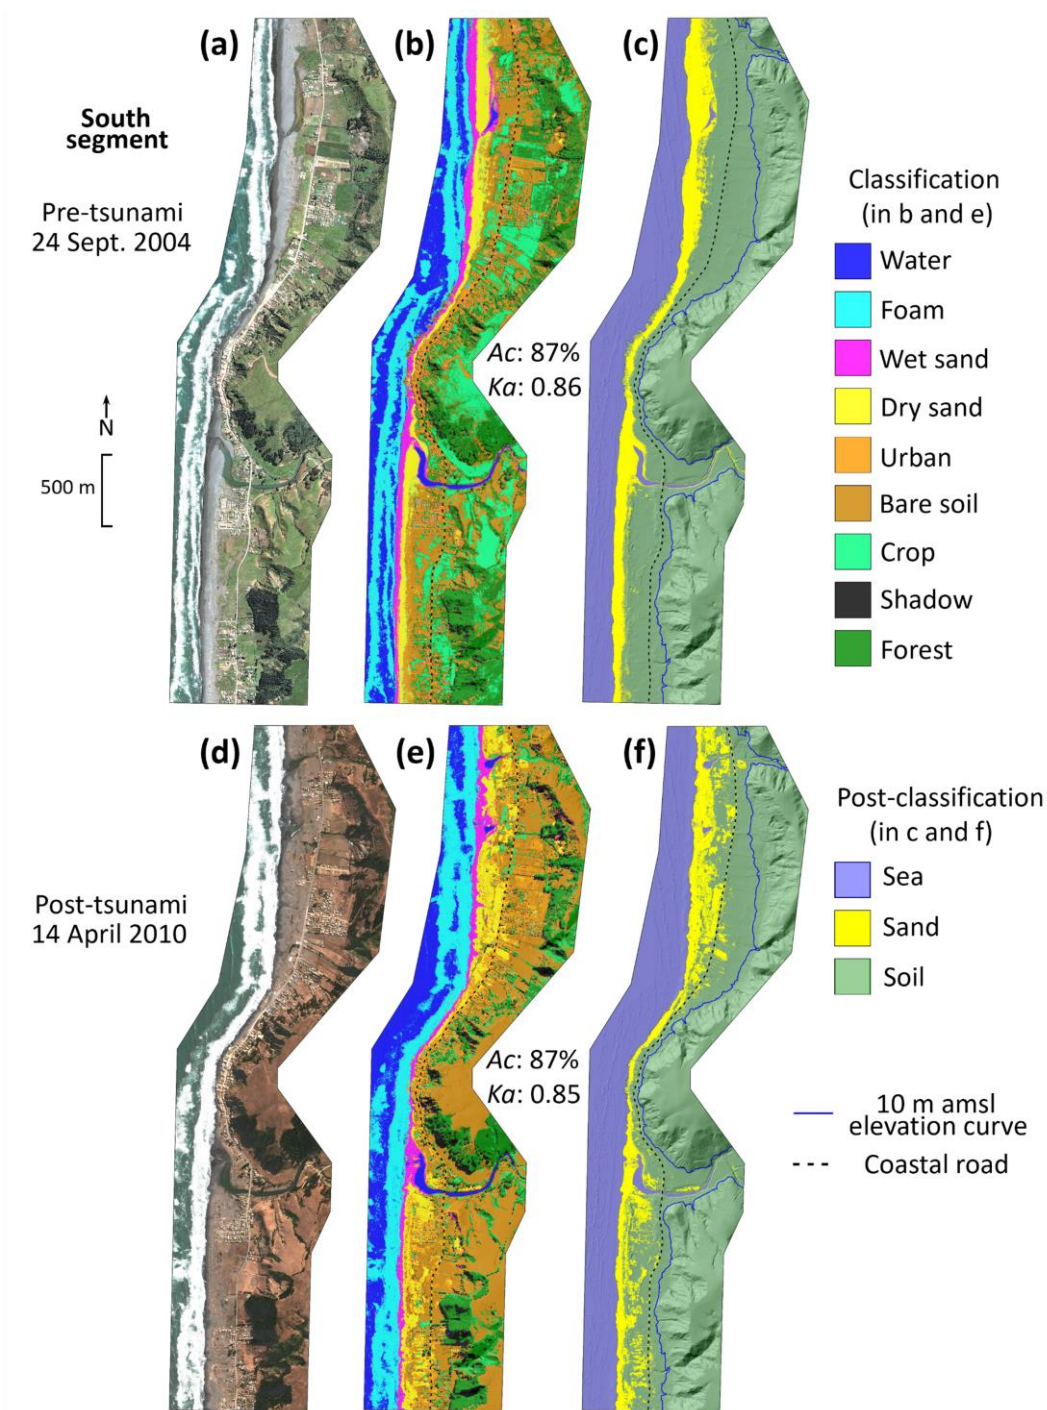 (a)
(b)
(c)
South
segment
Pre-tsunami
24 Sept. 2004
N
500 m
Ac: 87%
Ka: 0.86
Classification
(in b and e)
Water
Foam
Wet sand
Dry sand
Urban
Bare soil
Crop
Shadow
Forest
(d)
(e)
(f)
Post-tsunami
14 April 2010
Ac: 87%
Ka: 0.85
Post-classification
(in c and f)
Sea
Sand
Soil
10 m amsl
elevation curve
Coastal road